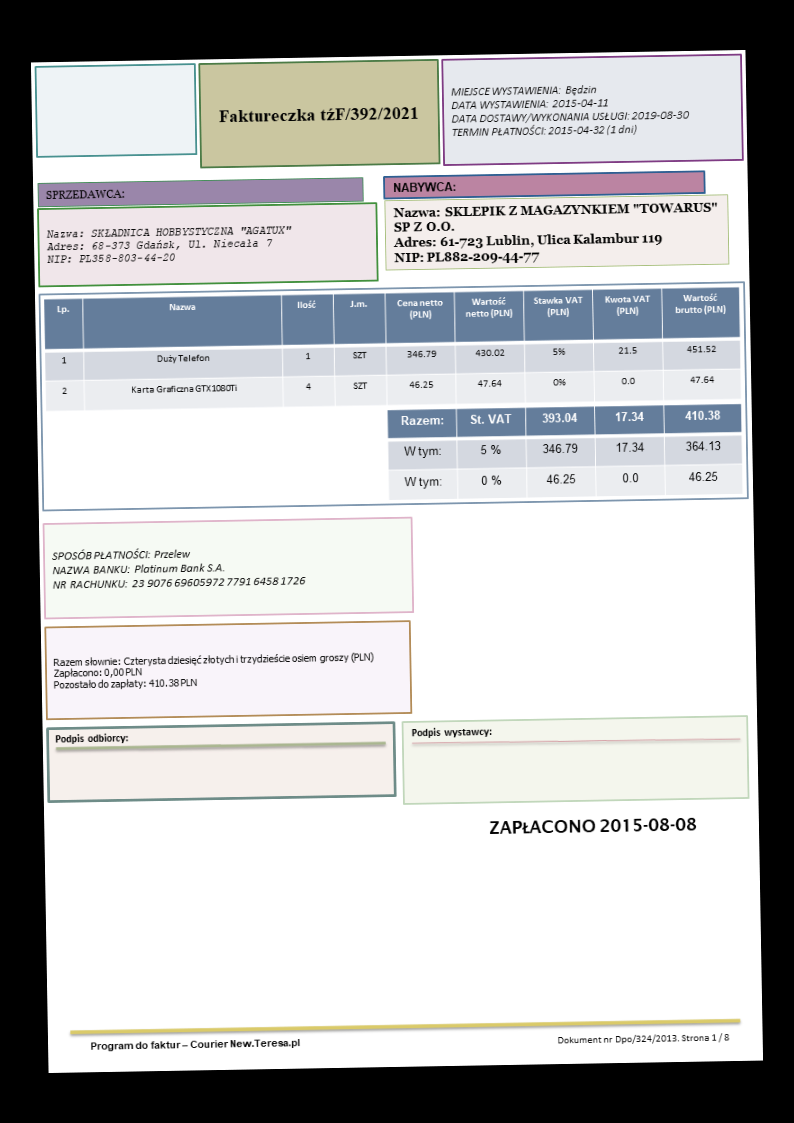 Faktureczka tźF/392/2021
MIEJSCE WYSTAWIENIA: Będzin
DATA WYSTAWIENIA: 2015-04-11
DATA DOSTAWY/WYKONANIA USŁUGI: 2019-08-30
TERMIN PŁATNOŚCI: 2015-04-32 (1 dni)
SPRZEDAWCA:
Nazwa: SKŁADNICA HOBBYSTYCZNA "AGATUX"
Adres: 68-373 Gdańsk, Ul. Niecała 7
NIP: PL358-803-44-20
NABYWCA:
Nazwa: SKLEPIK Z MAGAZYNKIEM "TOWARUS"
SP Z O.O.
Adres: 61-723 Lublin, Ulica Kalambur 119
NIP: PL882-209-44-77
Lp. Nazwa Ilość J.m. Cena netto (PLN) Wartość netto (PLN) Stawka VAT (PLN) Kwota VAT (PLN) Wartość brutto (PLN)
1 Duży Telefon 1 SZT 346.79 430.02 5% 21.5 451.52
2 Karta Graficzna GTX1080Ti 4 SZT 46.25 47.64 0% 0.0 47.64
Razem: St. VAT 393.04 17.34 410.38
W tym: 5 % 346.79 17.34 364.13
W tym: 0 % 46.25 0.0 46.25
SPOSÓB PŁATNOŚCI: Przelew
NAZWA BANKU: Platinum Bank S.A.
NR RACHUNKU: 23 9076 69605972 7791 6458 1726
Razem słownie: Czterysta dziesięć złotych i trzydzieście osiem groszy (PLN)
Zapłacono: 0,00 PLN
Pozostało do zapłaty: 410.38 PLN
Podpis odbiorcy:
Podpis wystawcy:
ZAPŁACONO 2015-08-08
Program do faktur – Courier New.Teresa.pl
Dokument nr Dpo/324/2013. Strona 1 / 8